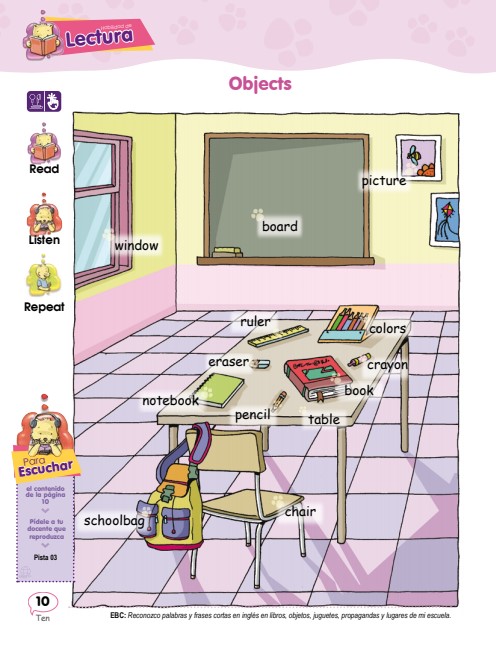 Lectura
Objects
Read
Listen
Repeat
picture
board
window
ruler
colors
eraser
crayon
book
notebook
pencil
table
chair
schoolbag
Para
Escuchar
el contenido
de la página
10
Pídele a tu
docente que
reproduzca
Pista 03
10
Ten
EBC: Reconozco palabras y frases cortas en inglés en libros, objetos, juguetes, propagandas y lugares de mi escuela.